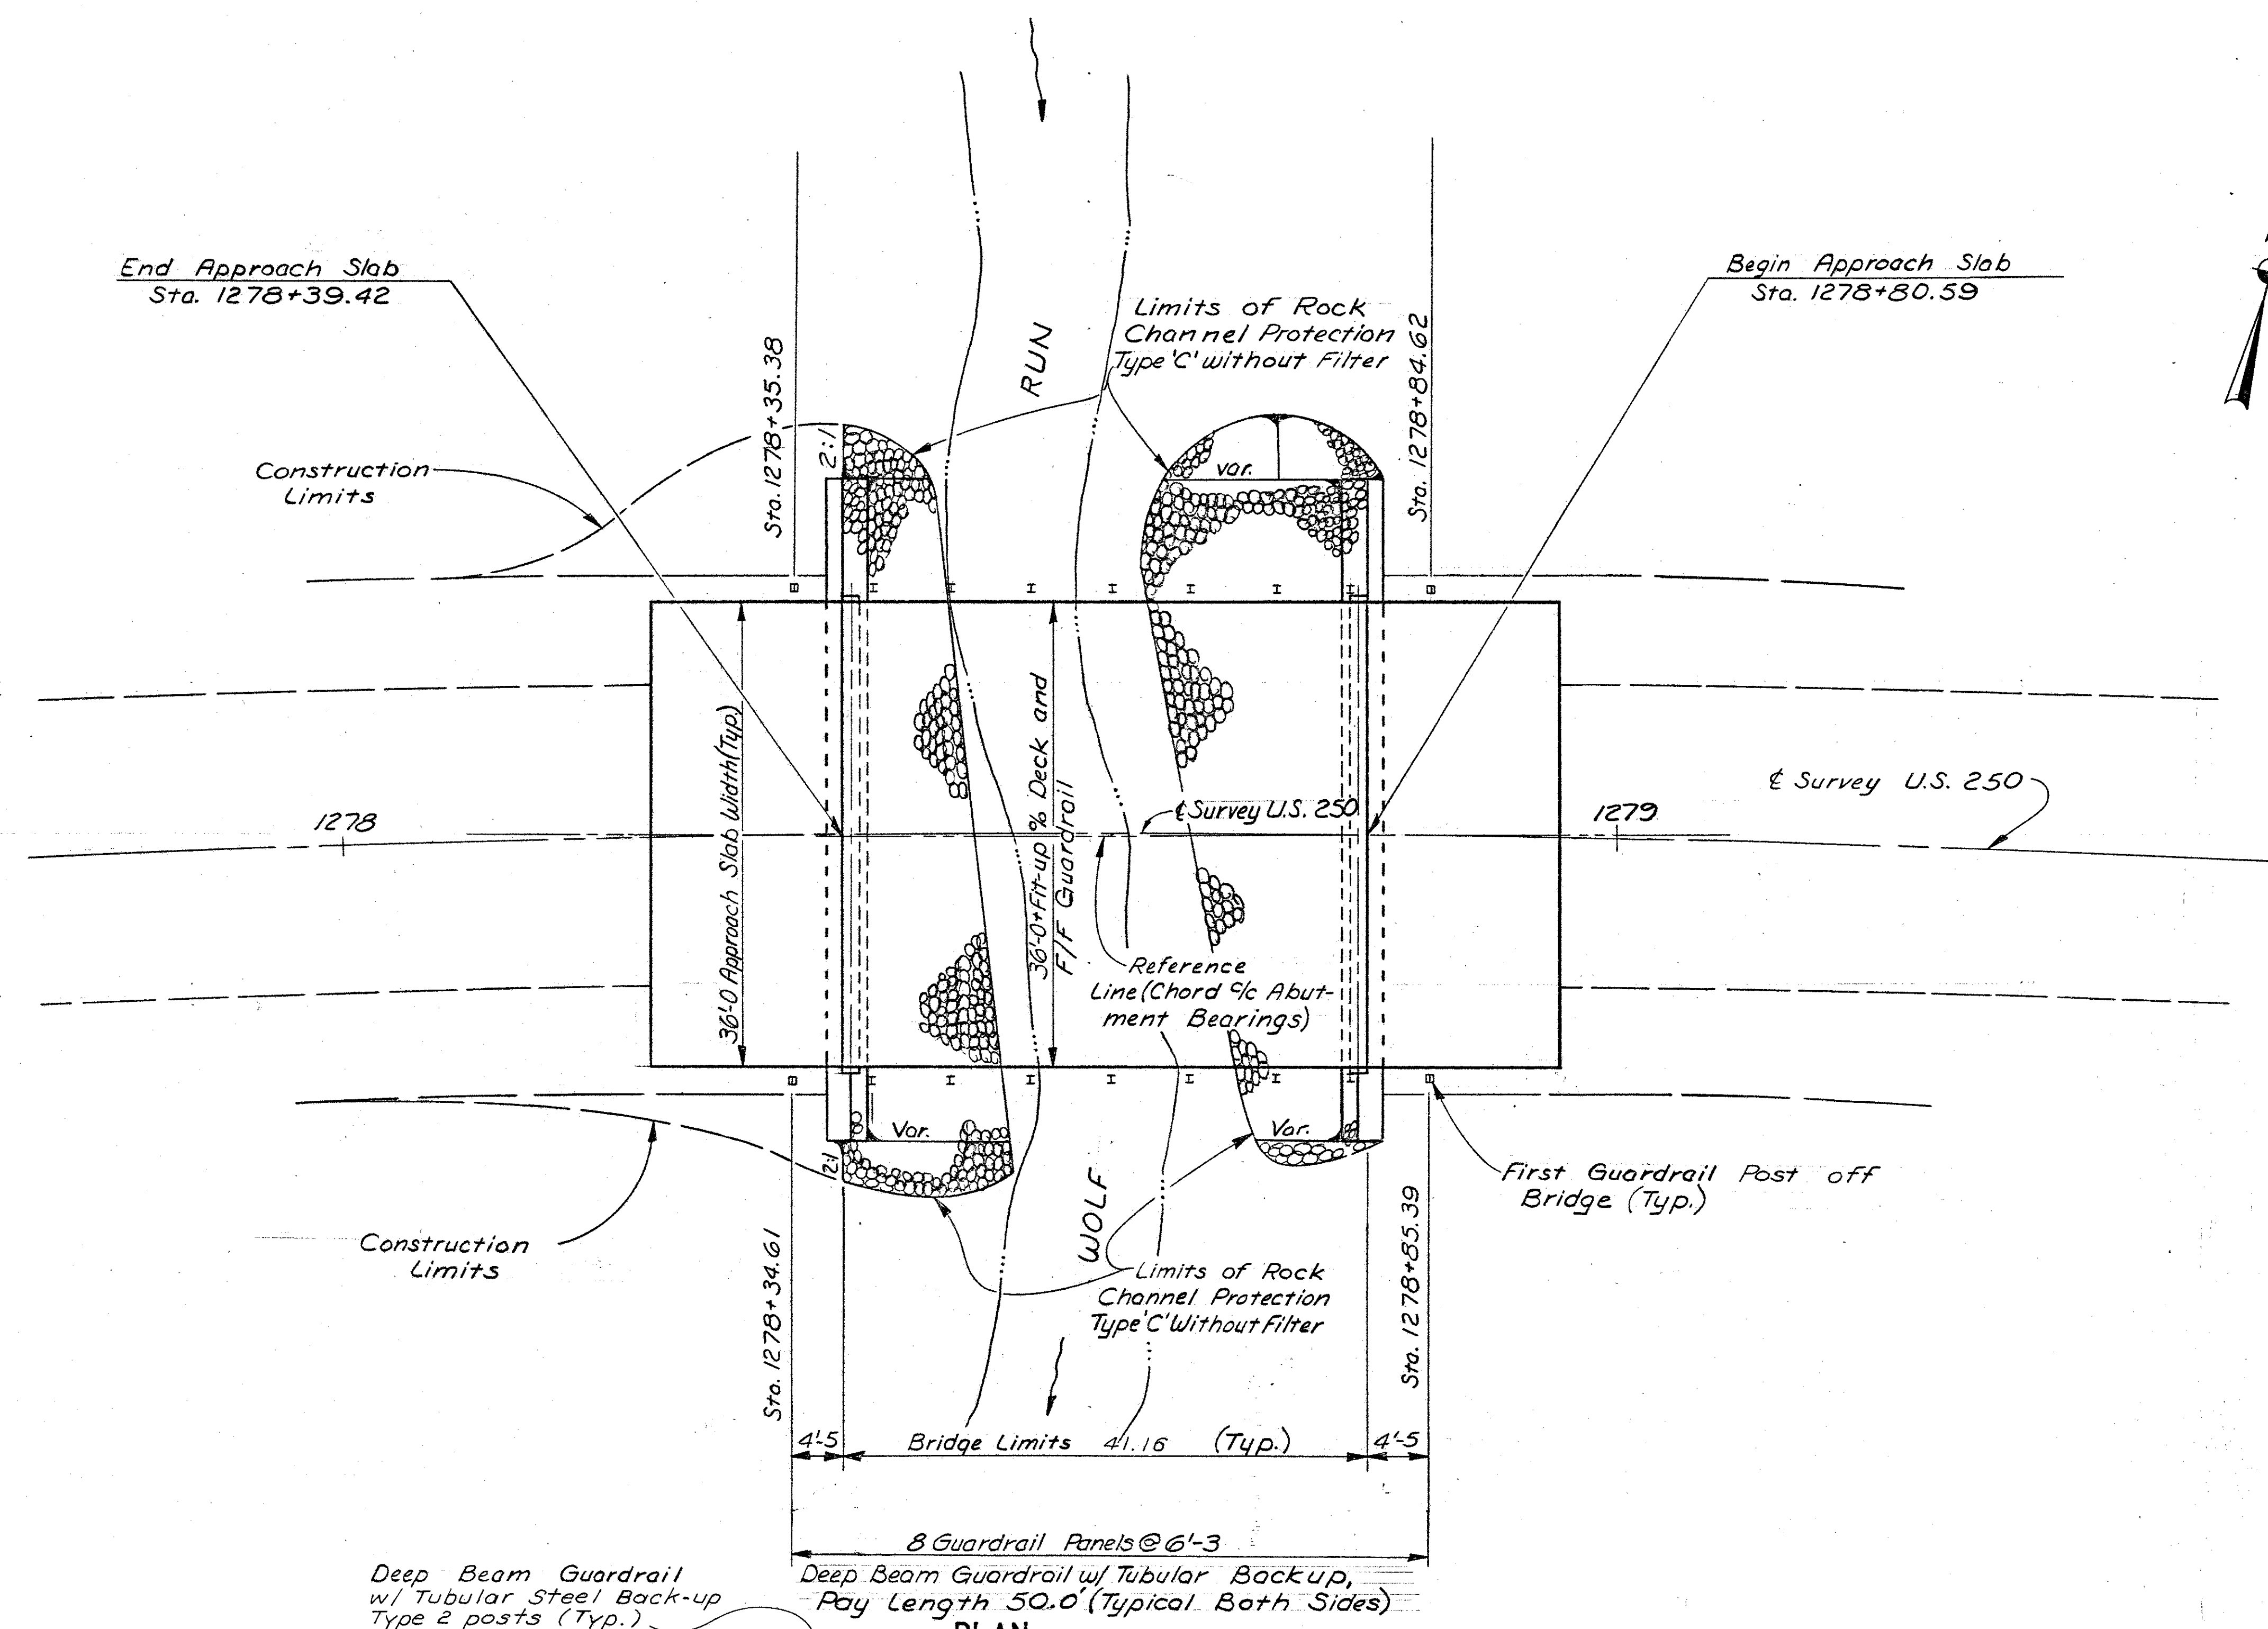 End Approach Slab
Sta. 1278+39.42
Begin Approach Slab
Sta. 1278+80.59
Limits of Rock
Channel Protection
Type 'C' without Filter
RUN
Sta. 1278+35.38
Sta. 1278+84.62
2:1
var.
Construction
Limits
36'-0 Approach Slab Width (Typ.)
36'-0+Fit-up % Deck and
F/F Guardrail
℄ Survey U.S. 250
℄ Survey U.S. 250
1278
1279
Reference
Line (Chord c/c Abut-
ment Bearings)
Var.
Var.
12:1
First Guardrail Post off
Bridge (Typ.)
WOLF
Construction
Limits
Limits of Rock
Channel Protection
Type 'C' Without Filter
Sta. 1278+34.61
Sta. 1278+85.39
4'-5
Bridge Limits 41.16 (Typ.)
4'-5
8 Guardrail Panels @ 6'-3
Deep Beam Guardrail w/ Tubular Backup,
Pay Length 50.0' (Typical Both Sides)
Deep Beam Guardrail
w/ Tubular Steel Back-up
Type 2 posts (Typ.)
PLAN